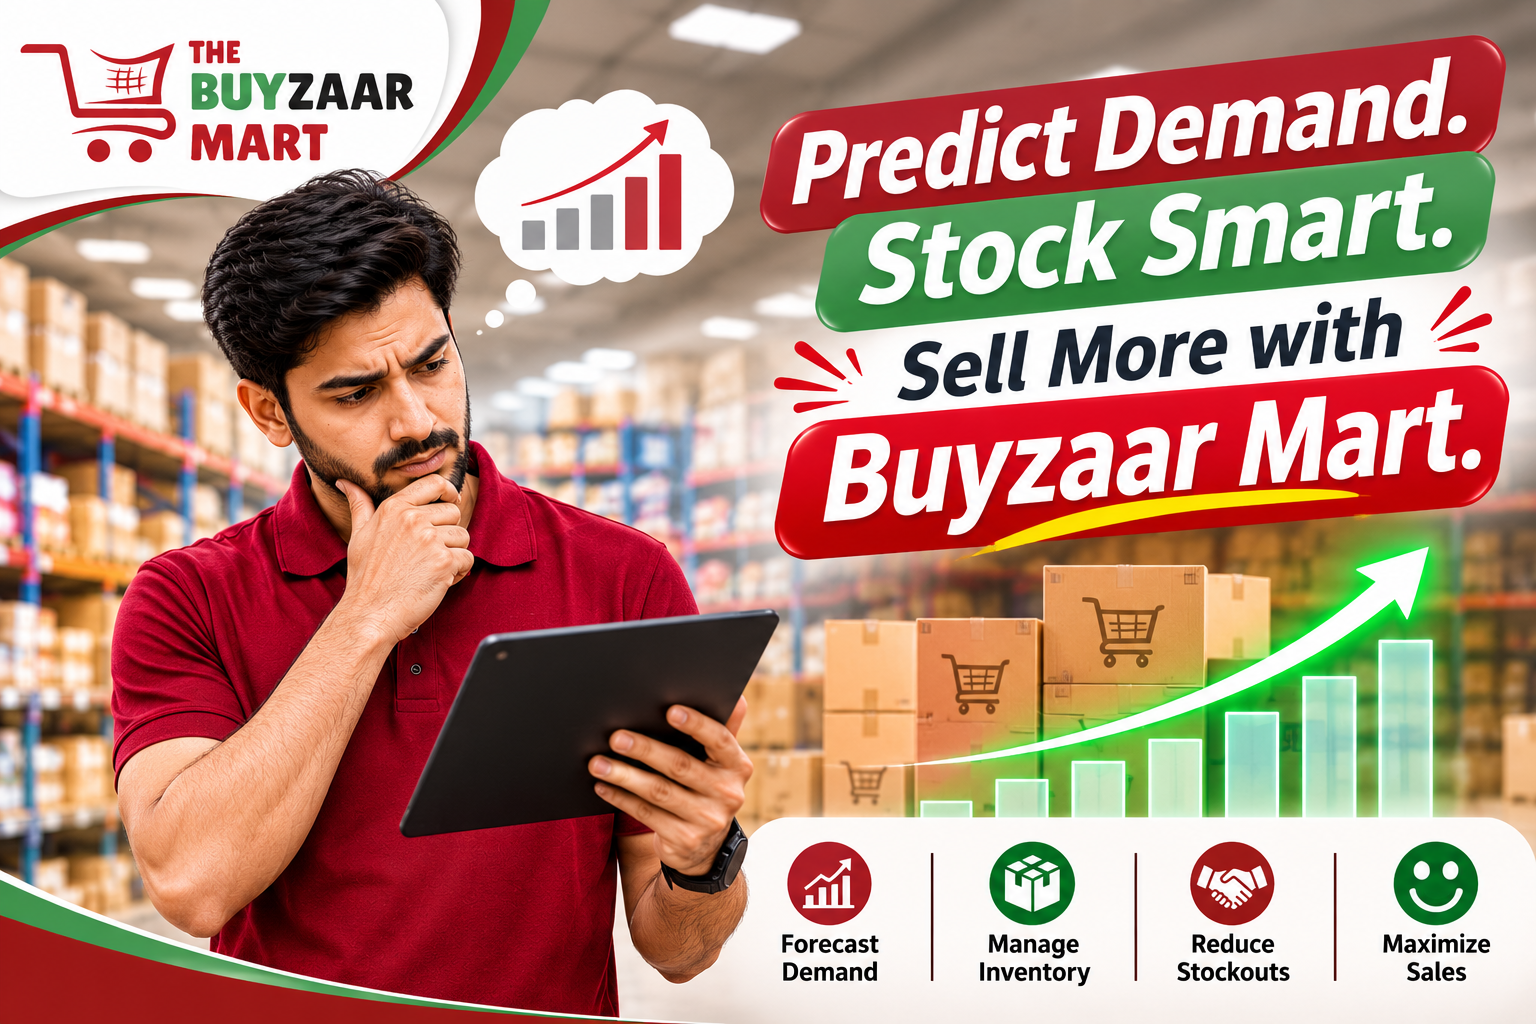 THE
BUYZAAR
MART
Predict Demand.
Stock Smart.
Sell More with
Buyzaar Mart.
Forecast
Demand
Manage
Inventory
Reduce
Stockouts
Maximize
Sales